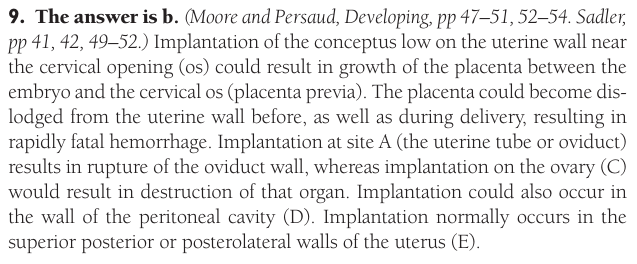 9. The answer is b. (Moore and Persaud, Developing, pp 47–51, 52–54. Sadler,
pp 41, 42, 49–52.) Implantation of the conceptus low on the uterine wall near
the cervical opening (os) could result in growth of the placenta between the
embryo and the cervical os (placenta previa). The placenta could become dis-
lodged from the uterine wall before, as well as during delivery, resulting in
rapidly fatal hemorrhage. Implantation at site A (the uterine tube or oviduct)
results in rupture of the oviduct wall, whereas implantation on the ovary (C)
would result in destruction of that organ. Implantation could also occur in
the wall of the peritoneal cavity (D). Implantation normally occurs in the
superior posterior or posterolateral walls of the uterus (E).